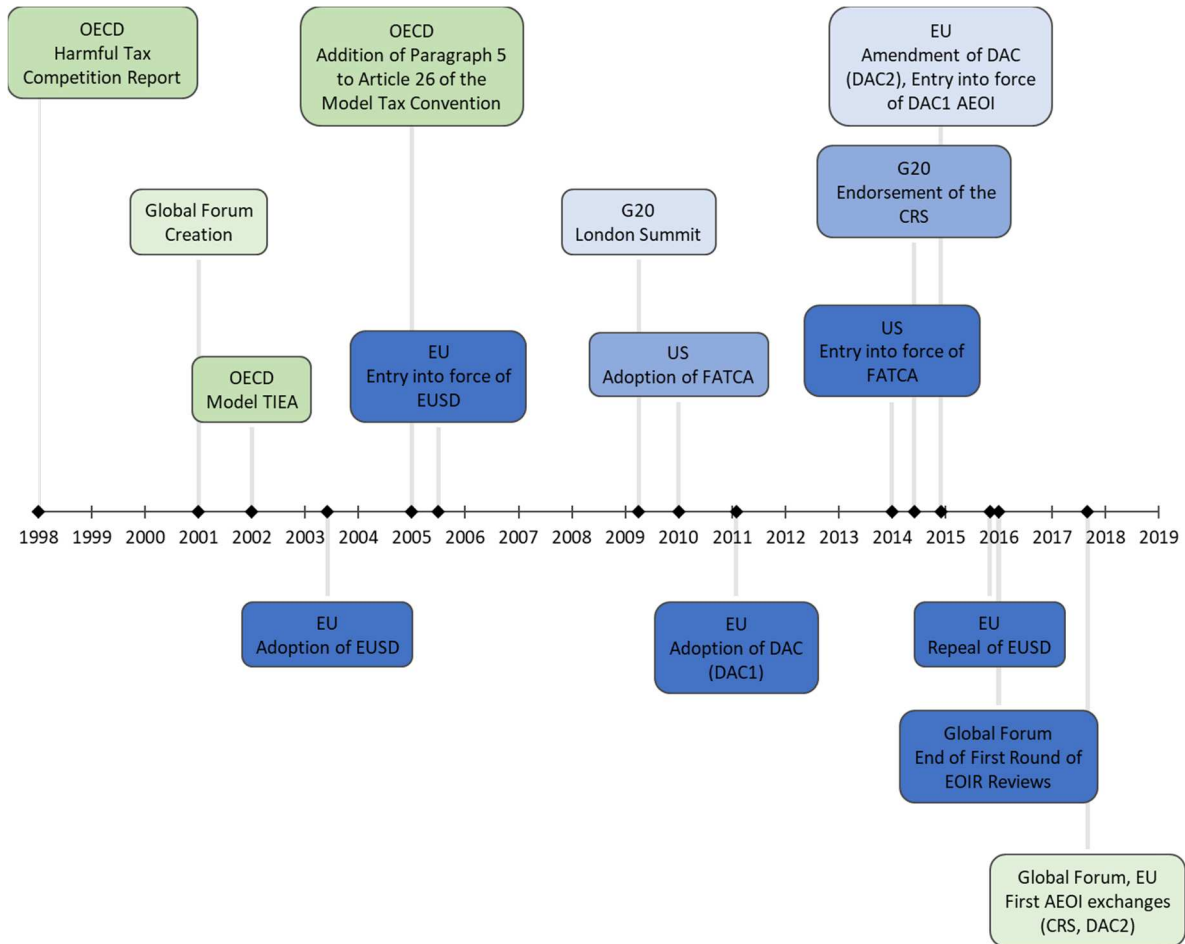 OECD
Harmful Tax
Competition Report
OECD
Addition of Paragraph 5
to Article 26 of the
Model Tax Convention
EU
Amendment of DAC
(DAC2), Entry into force
of DAC1 AEOI
G20
Endorsement of the
CRS
Global Forum
Creation
G20
London Summit
US
Entry into force of
FATCA
EU
Entry into force of
EUSD
US
Adoption of FATCA
OECD
Model TIEA
1998 1999 2000 2001 2002 2003 2004 2005 2006 2007 2008 2009 2010 2011 2012 2013 2014 2015 2016 2017 2018 2019
EU
Adoption of EUSD
EU
Adoption of DAC
(DAC1)
EU
Repeal of EUSD
Global Forum
End of First Round of
EOIR Reviews
Global Forum, EU
First AEOI exchanges
(CRS, DAC2)